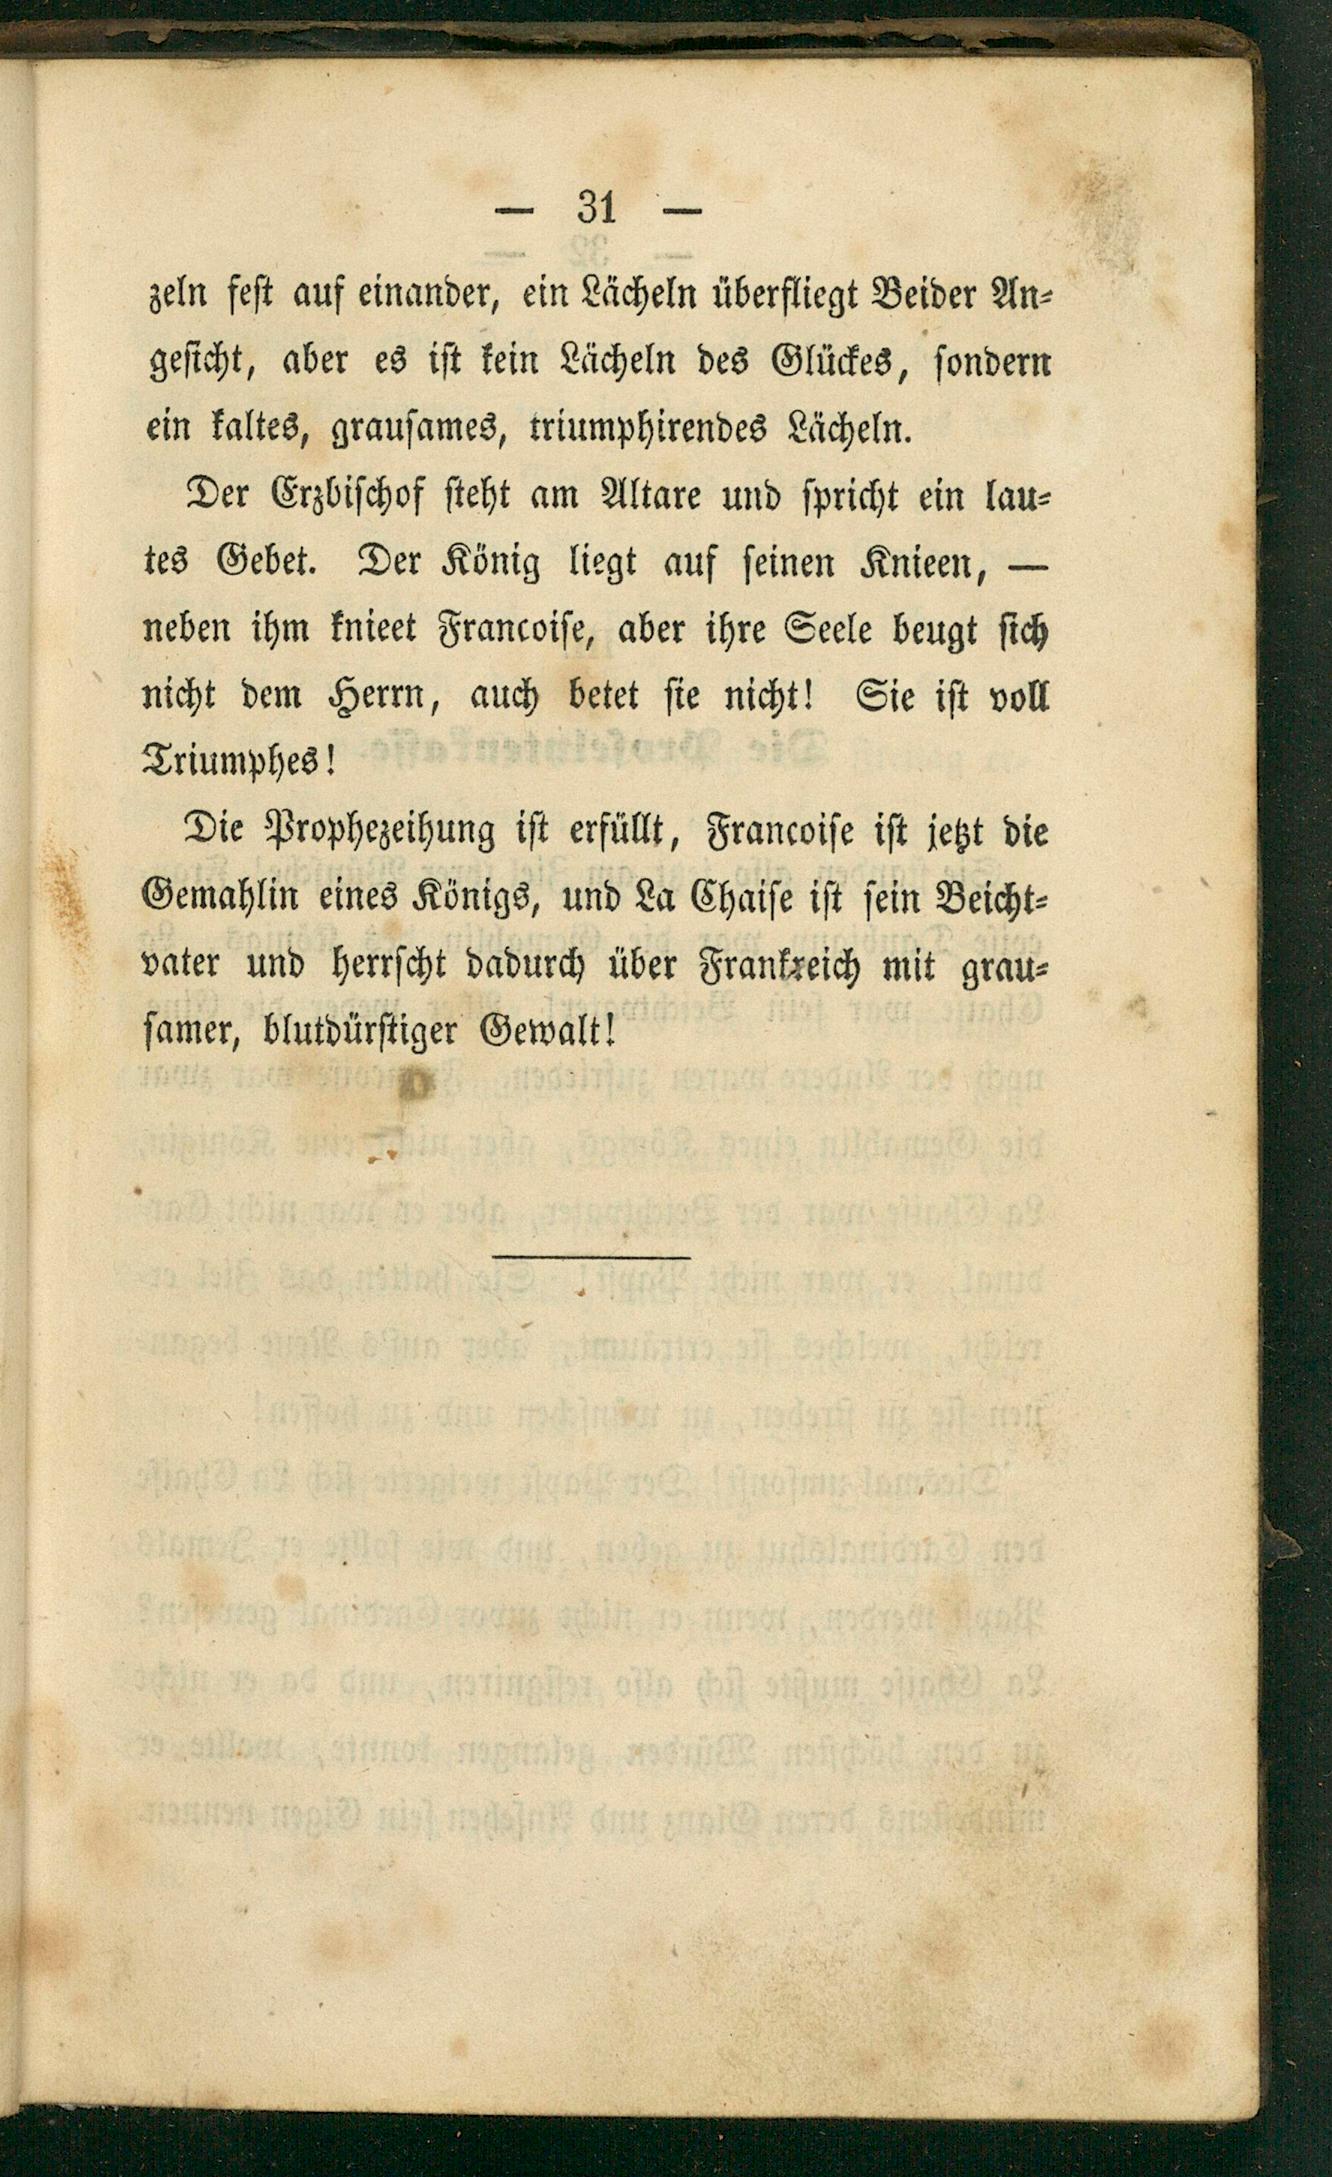 — 31 —
zeln fest auf einander, ein Lächeln überfliegt Beider An-
gesicht, aber es ist kein Lächeln des Glückes, sondern
ein kaltes, grausames, triumphirendes Lächeln.
Der Erzbischof steht am Altare und spricht ein lau-
tes Gebet. Der König liegt auf seinen Knieen, —
neben ihm knieet Francoise, aber ihre Seele beugt sich
nicht dem Herrn, auch betet sie nicht! Sie ist voll
Triumphes!
Die Prophezeihung ist erfüllt, Francoise ist jetzt die
Gemahlin eines Königs, und La Chaise ist sein Beicht-
vater und herrscht dadurch über Frankreich mit grau-
samer, blutdürstiger Gewalt!